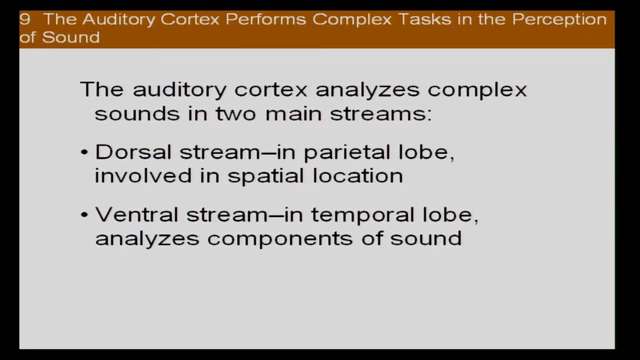 9 The Auditory Cortex Performs Complex Tasks in the Perception
of Sound
The auditory cortex analyzes complex
sounds in two main streams:
• Dorsal stream—in parietal lobe,
involved in spatial location
• Ventral stream—in temporal lobe,
analyzes components of sound